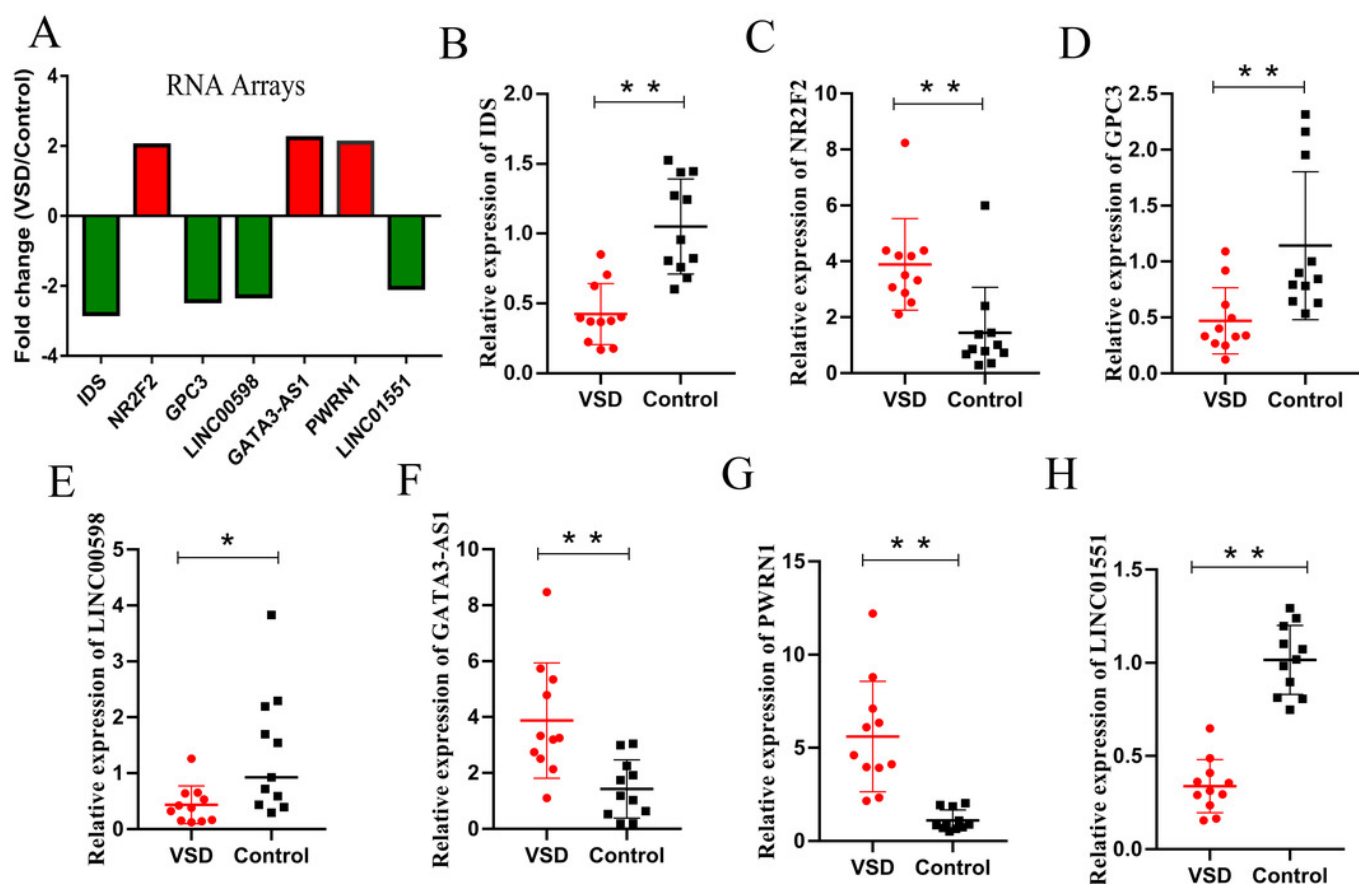 A
RNA Arrays
Fold change (VSD/Control)
4
2
0
-2
-4
IDS
NR2F2
GPC3
LINC00598
GATA3-AS1
PWRN1
LINC01551
B
Relative expression of IDS
* *
2.0
1.5
1.0
0.5
0.0
VSD Control
C
Relative expression of NR2F2
* *
10
8
6
4
2
0
VSD Control
D
Relative expression of GPC3
* *
2.5
2.0
1.5
1.0
0.5
0.0
VSD Control
E
Relative expression of LINC00598
*
5
4
3
2
1
0
VSD Control
F
Relative expression of GATA3-AS1
* *
10
8
6
4
2
0
VSD Control
G
Relative expression of PWRN1
* *
15
10
5
0
VSD Control
H
Relative expression of LINC01551
* *
1.5
1.0
0.5
0.0
VSD Control